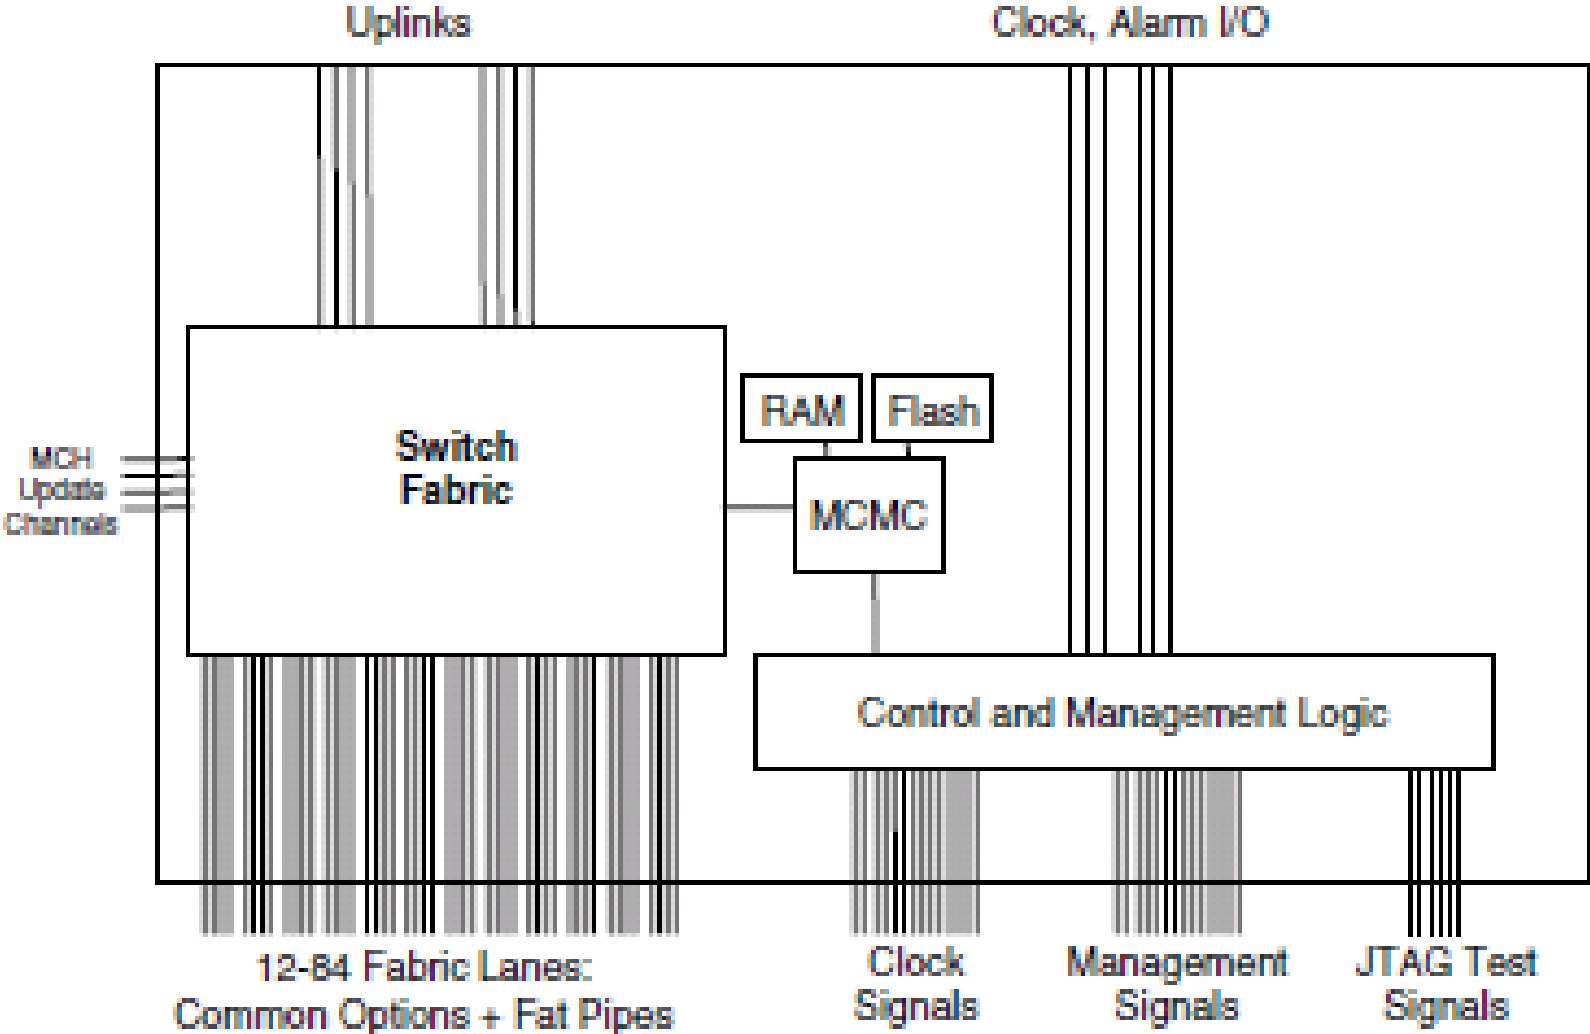 Uplinks
Clock, Alarm I/O
RAM
Flash
Switch
Fabric
MCH
Update
Channels
MCMC
Control and Management Logic
12-84 Fabric Lanes:
Common Options + Fat Pipes
Clock
Signals
Management
Signals
JTAG Test
Signals